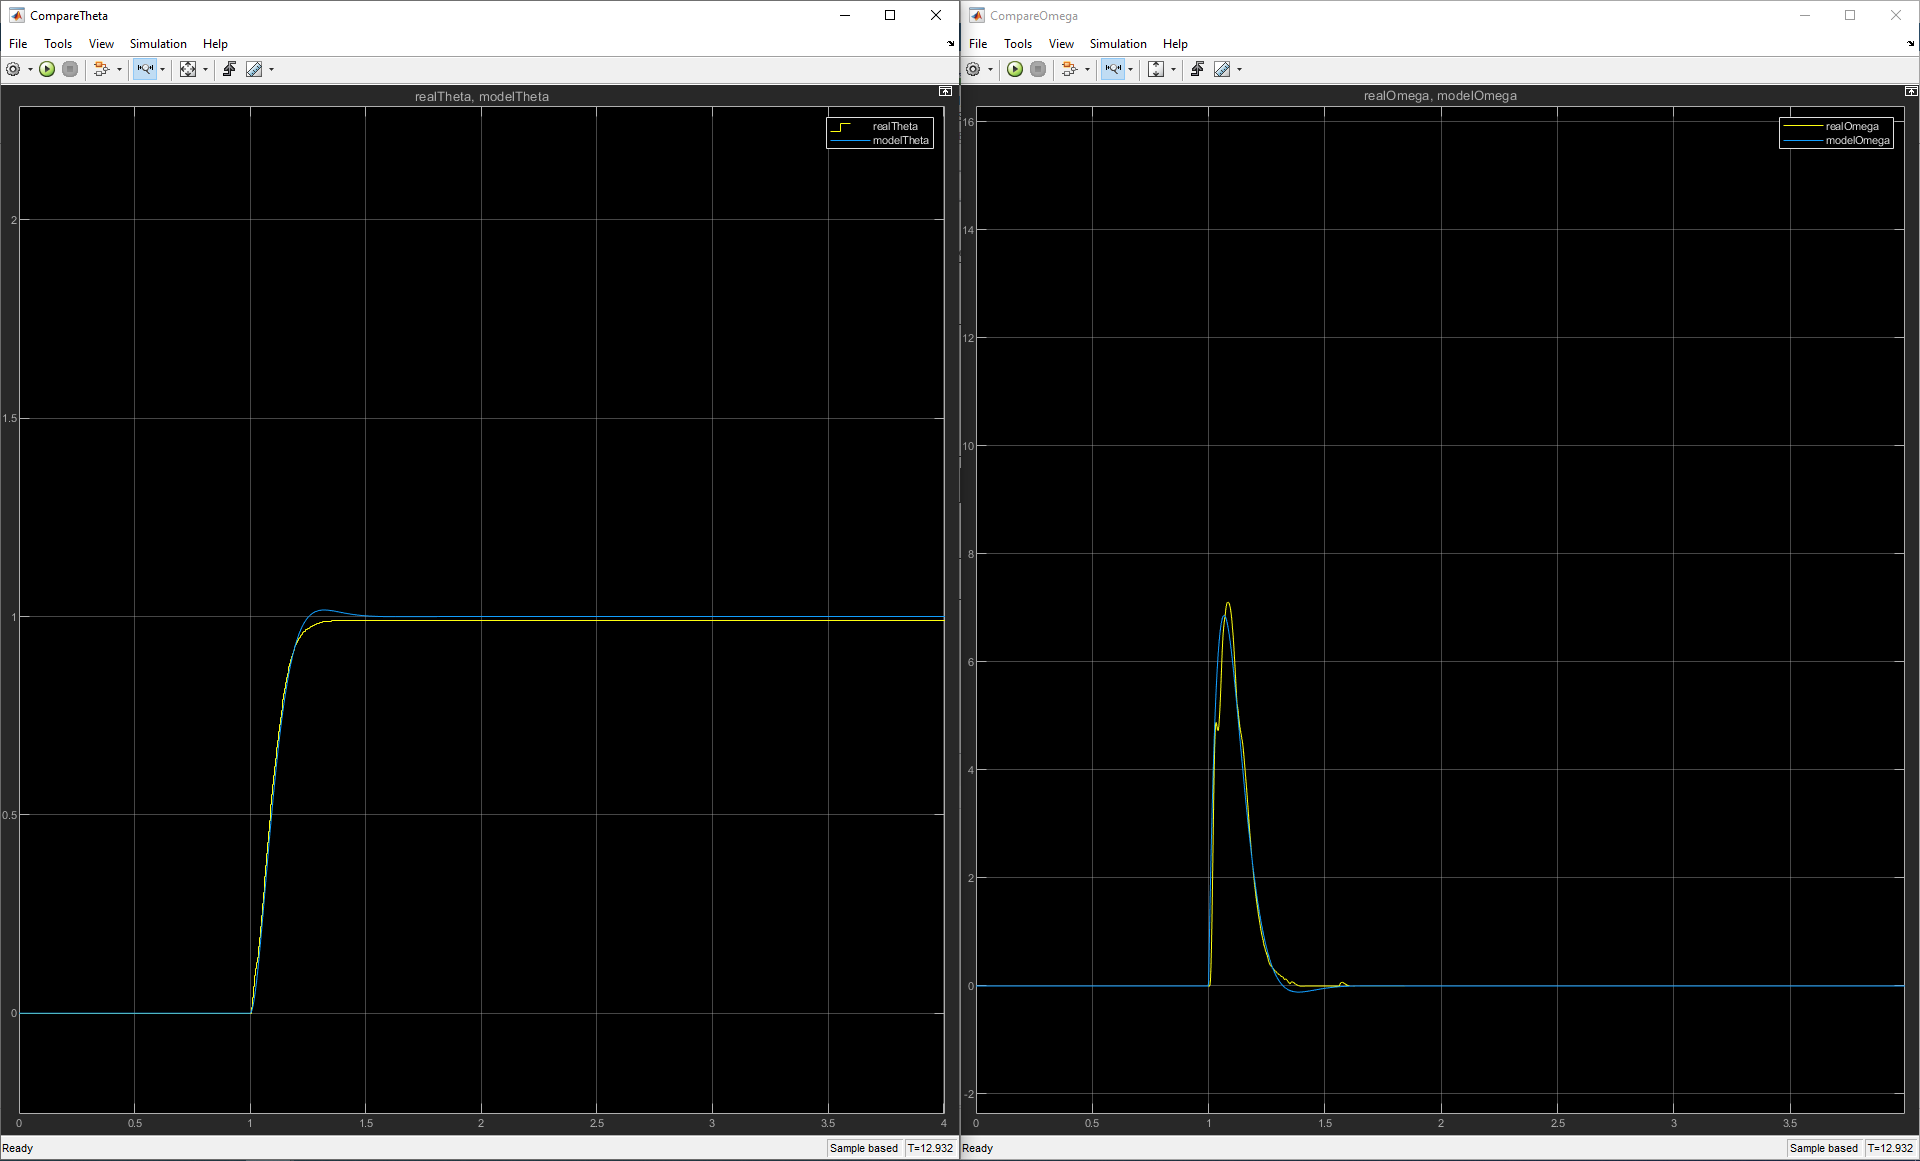 CompareTheta
File Tools View Simulation Help
realTheta, modelTheta
realTheta
modelTheta
2
1.5
1
0.5
0
0 0.5 1 1.5 2 2.5 3 3.5 4
Ready Sample based T=12.932
CompareOmega
File Tools View Simulation Help
realOmega, modelOmega
realOmega
modelOmega
16
14
12
10
8
6
4
2
0
-2
0 0.5 1 1.5 2 2.5 3 3.5
Ready Sample based T=12.932